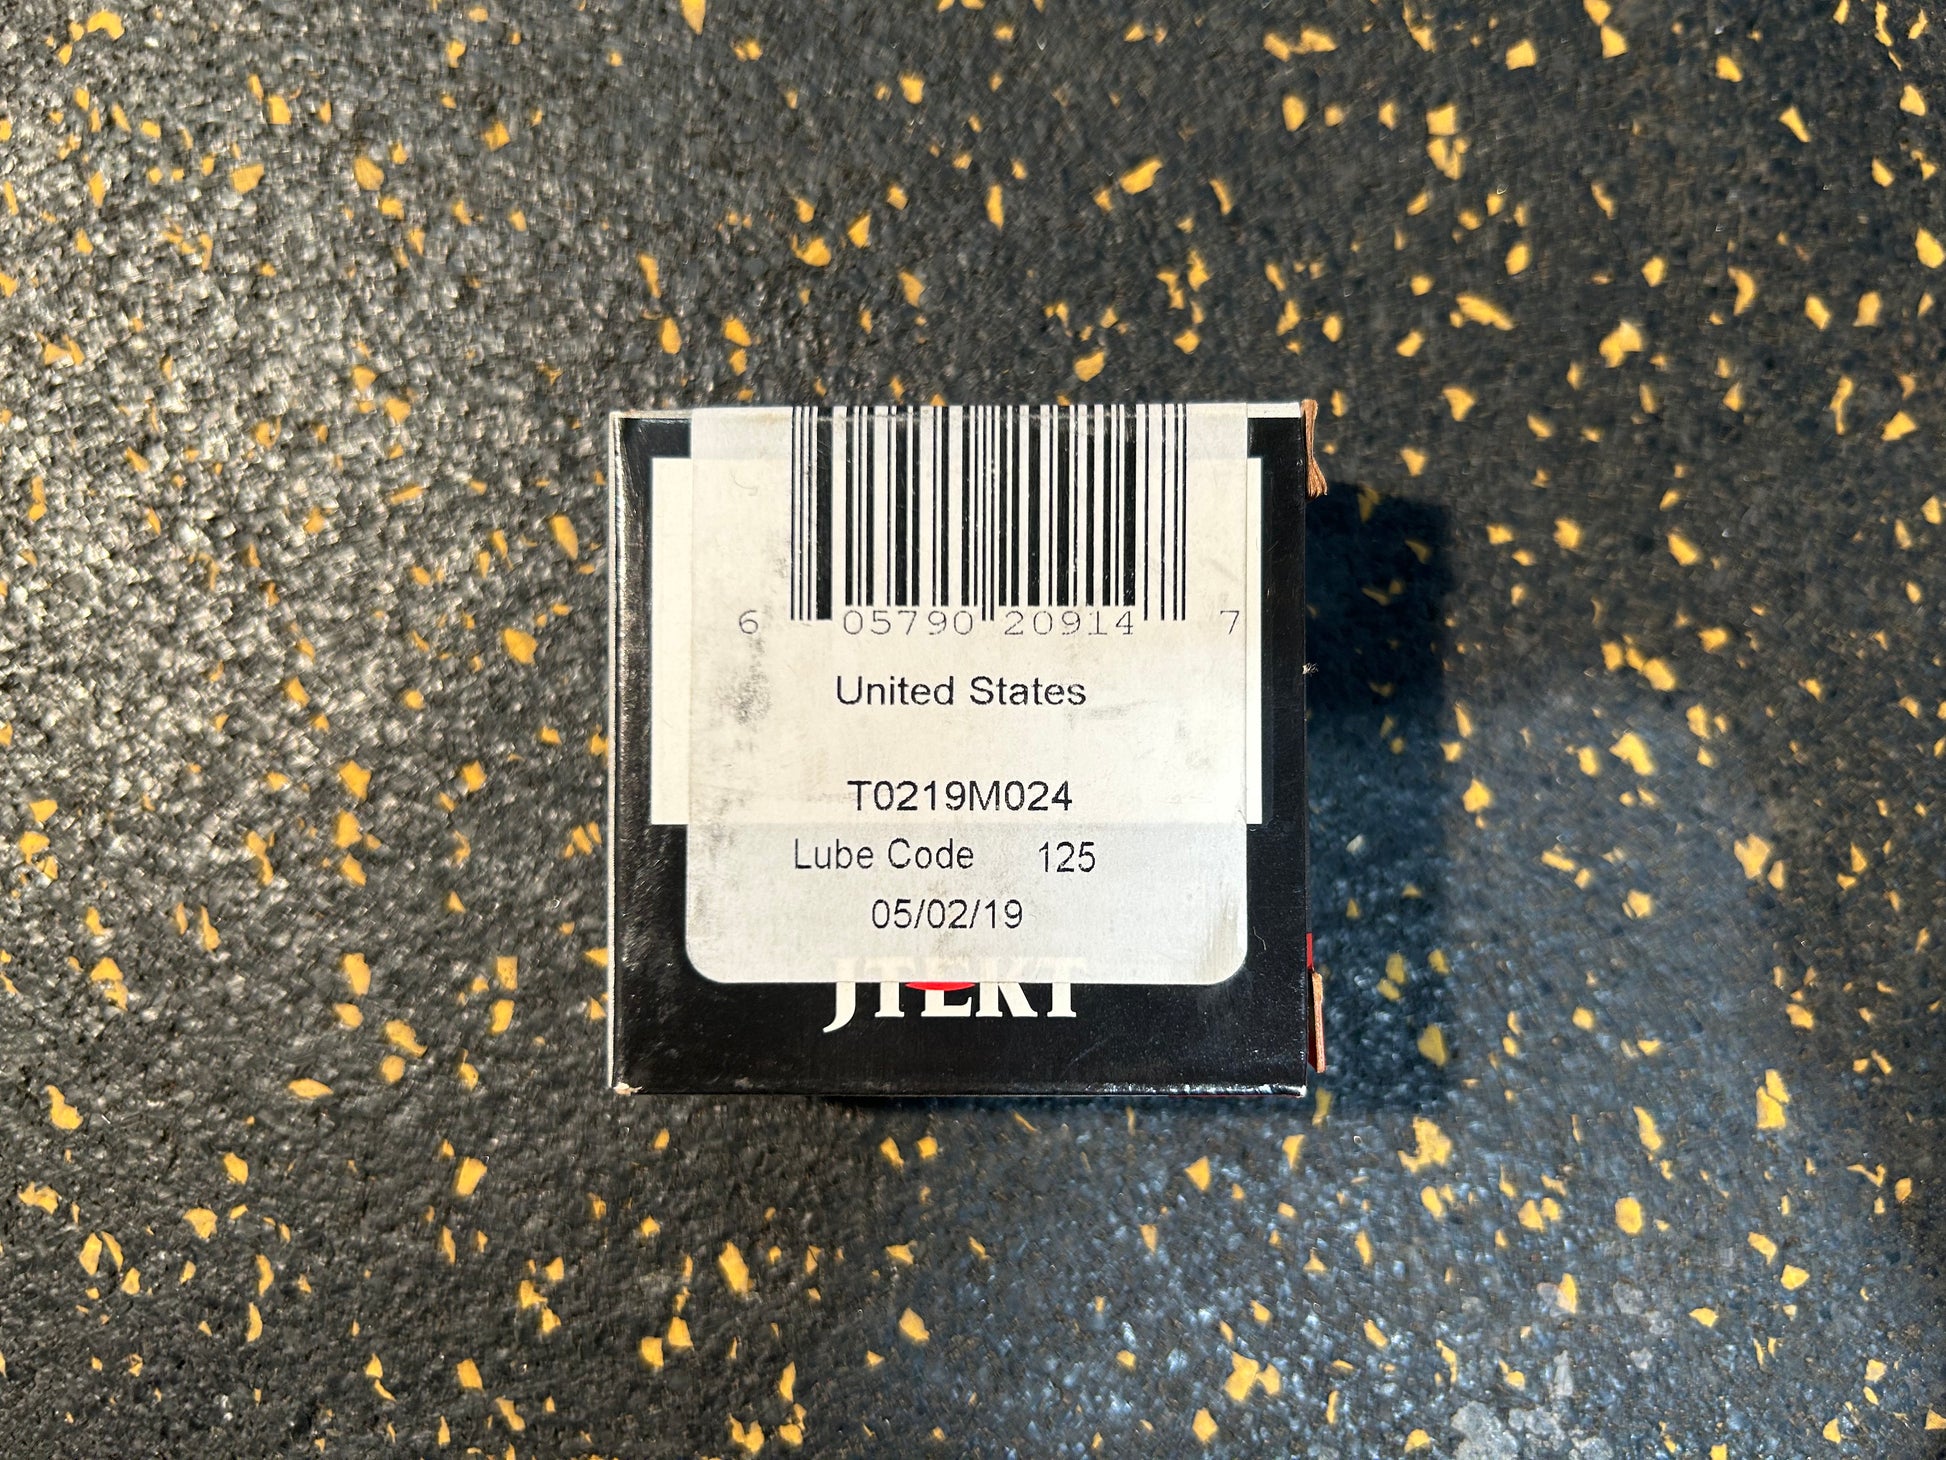 6 05790 20914 7
United States
T0219M024
Lube Code 125
05/02/19
JTEKT